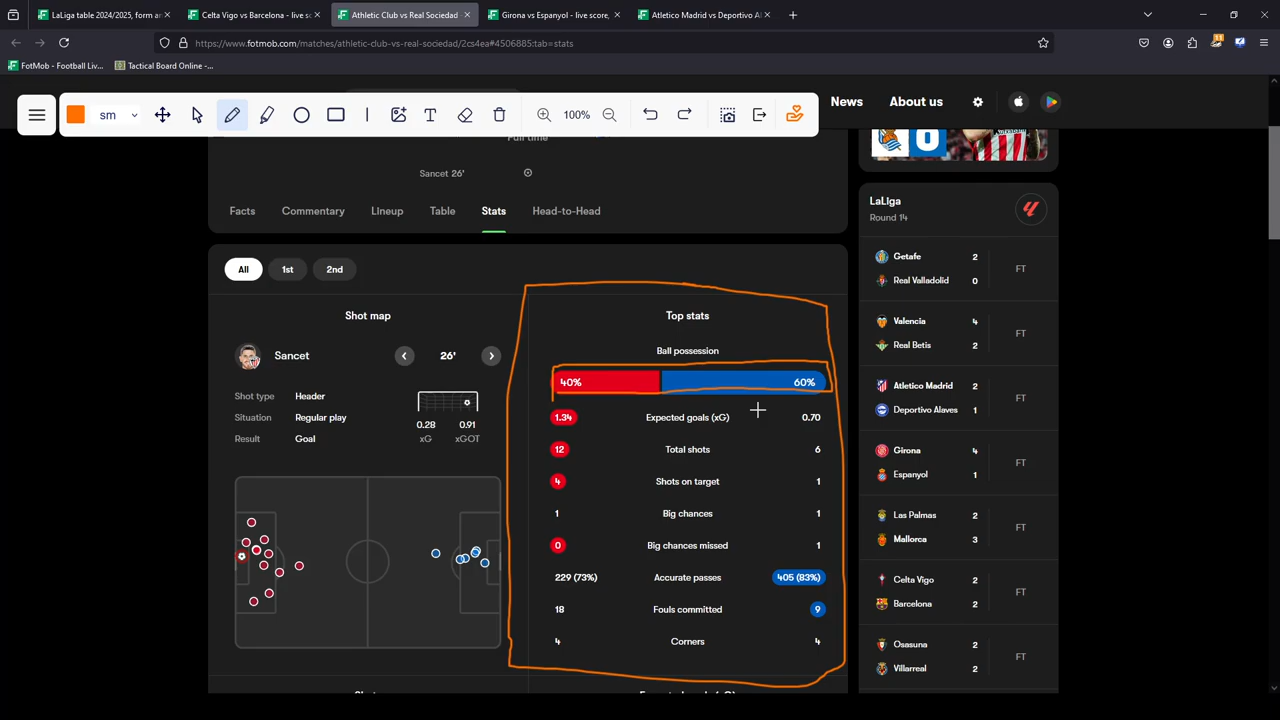 LaLiga table 2024/2025, form an
Celta Vigo vs Barcelona - live sc
Athletic Club vs Real Sociedad
Girona vs Espanyol - live score,
Atletico Madrid vs Deportivo Al
https://www.fotmob.com/matches/athletic-club-vs-real-sociedad/2cs4ea#4506885:tab=stats
11
FotMob - Football Liv...
Tactical Board Online -...
sm
100%
News
About us
Full time
0
Sancet 26'
Facts
Commentary
Lineup
Table
Stats
Head-to-Head
All
1st
2nd
Shot map
Sancet
26'
Shot type
Header
Situation
Regular play
Result
Goal
0.28
0.91
xG
xGOT
Top stats
Ball possession
40%
60%
1.34
Expected goals (xG)
0.70
12
Total shots
6
4
Shots on target
1
1
Big chances
1
0
Big chances missed
1
229 (73%)
Accurate passes
405 (83%)
18
Fouls committed
9
4
Corners
4
LaLiga
Round 14
Getafe 2
Real Valladolid 0
FT
Valencia 4
Real Betis 2
FT
Atletico Madrid 2
Deportivo Alaves 1
FT
Girona 4
Espanyol 1
FT
Las Palmas 2
Mallorca 3
FT
Celta Vigo 2
Barcelona 2
FT
Osasuna 2
Villarreal 2
FT